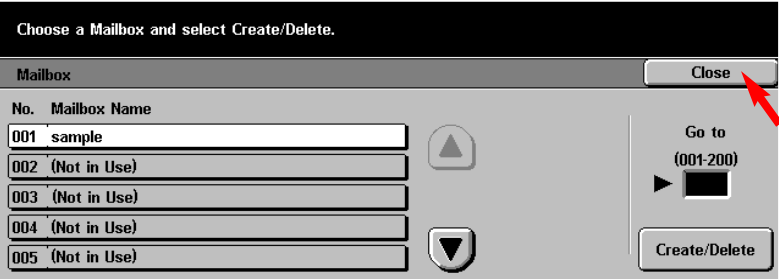 Choose a Mailbox and select Create/Delete.
Mailbox
Close
No. Mailbox Name
001 sample
002 (Not in Use)
003 (Not in Use)
004 (Not in Use)
005 (Not in Use)
Go to
(001-200)
Create/Delete